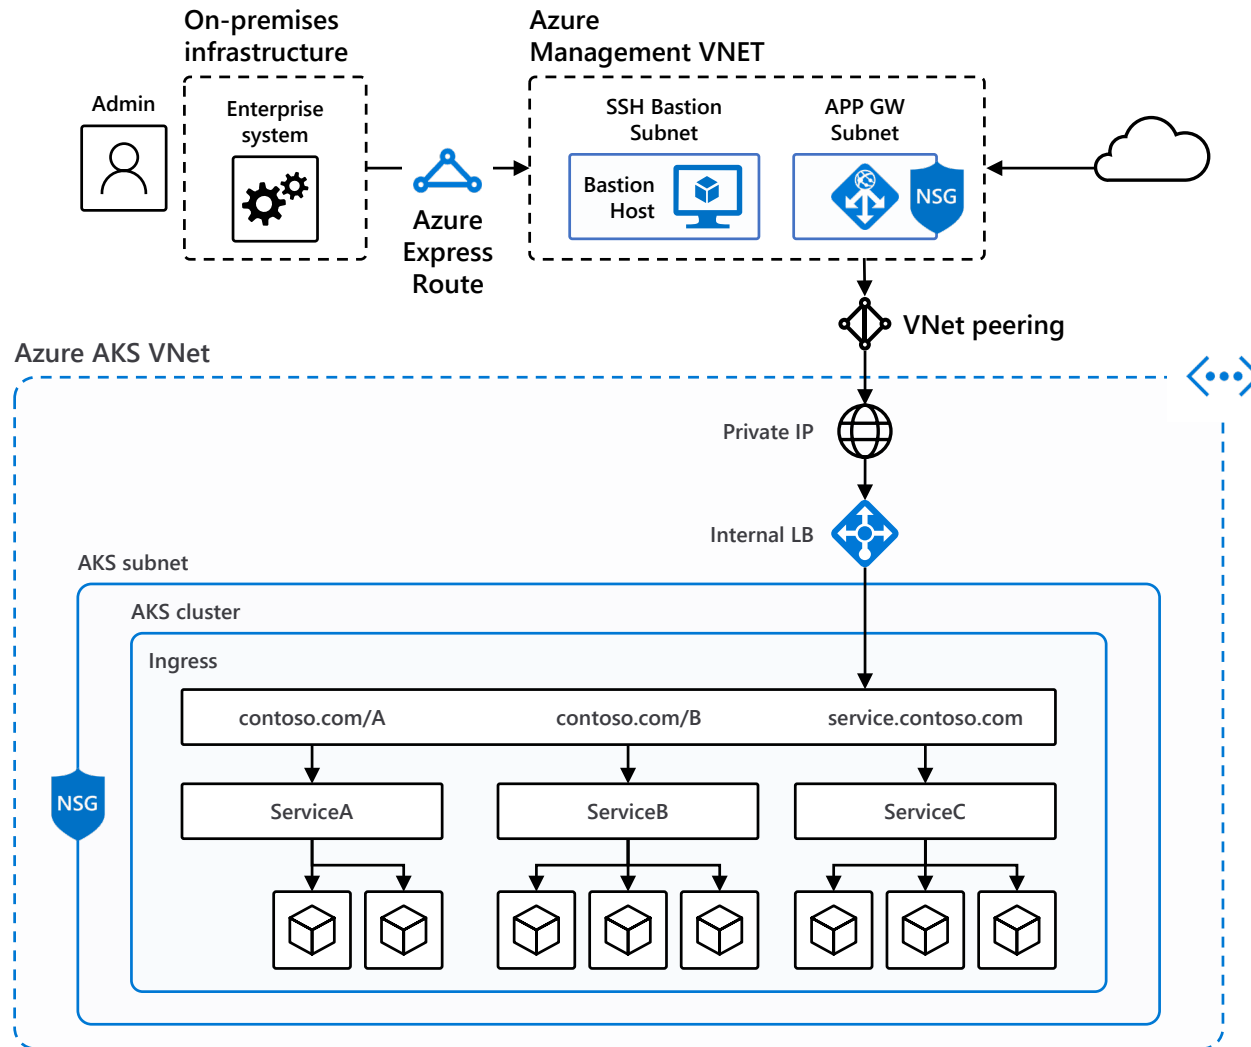 On-premises
infrastructure
Azure
Management VNET
Admin
Enterprise
system
SSH Bastion
Subnet
APP GW
Subnet
Bastion
Host
NSG
Azure
Express
Route
VNet peering
Azure AKS VNet
Private IP
Internal LB
AKS subnet
AKS cluster
Ingress
contoso.com/A
contoso.com/B
service.contoso.com
NSG
ServiceA
ServiceB
ServiceC